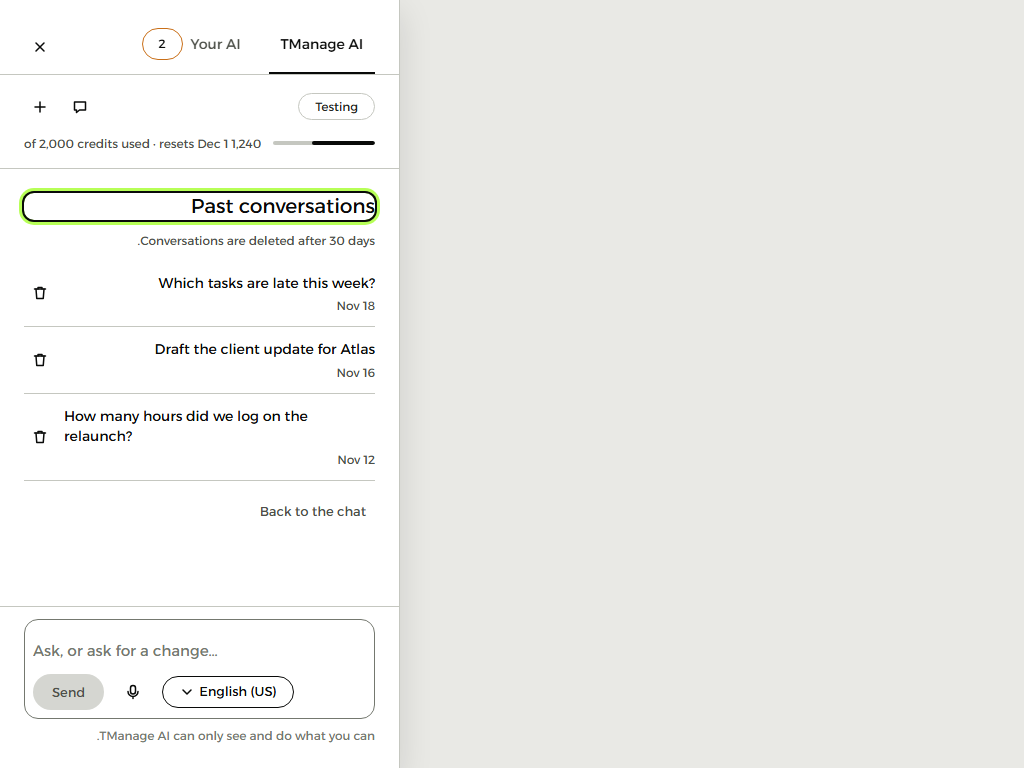 TManage AI
Your AI
2
Testing
of 2,000 credits used · resets Dec 1 1,240
Past conversations
.Conversations are deleted after 30 days
Which tasks are late this week?
Nov 18
Draft the client update for Atlas
Nov 16
How many hours did we log on the
relaunch?
Nov 12
Back to the chat
Ask, or ask for a change...
Send
English (US)
.TManage AI can only see and do what you can